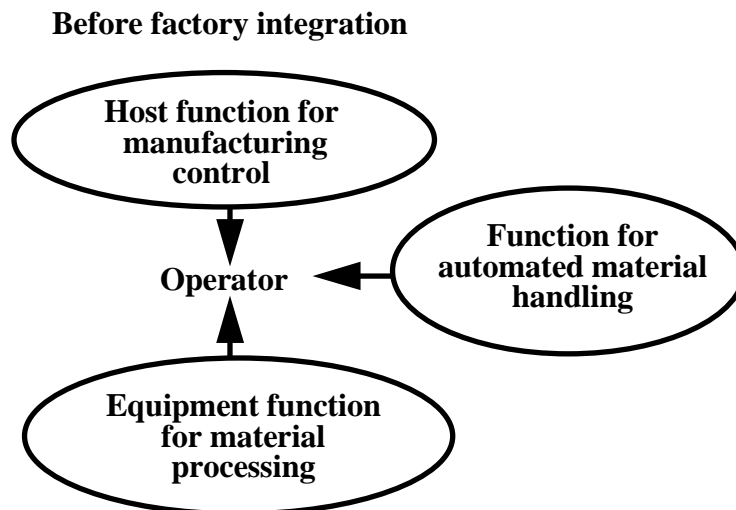 Before factory integration
Host function for
manufacturing
control
Function for
automated material
handling
Operator
Equipment function
for material
processing